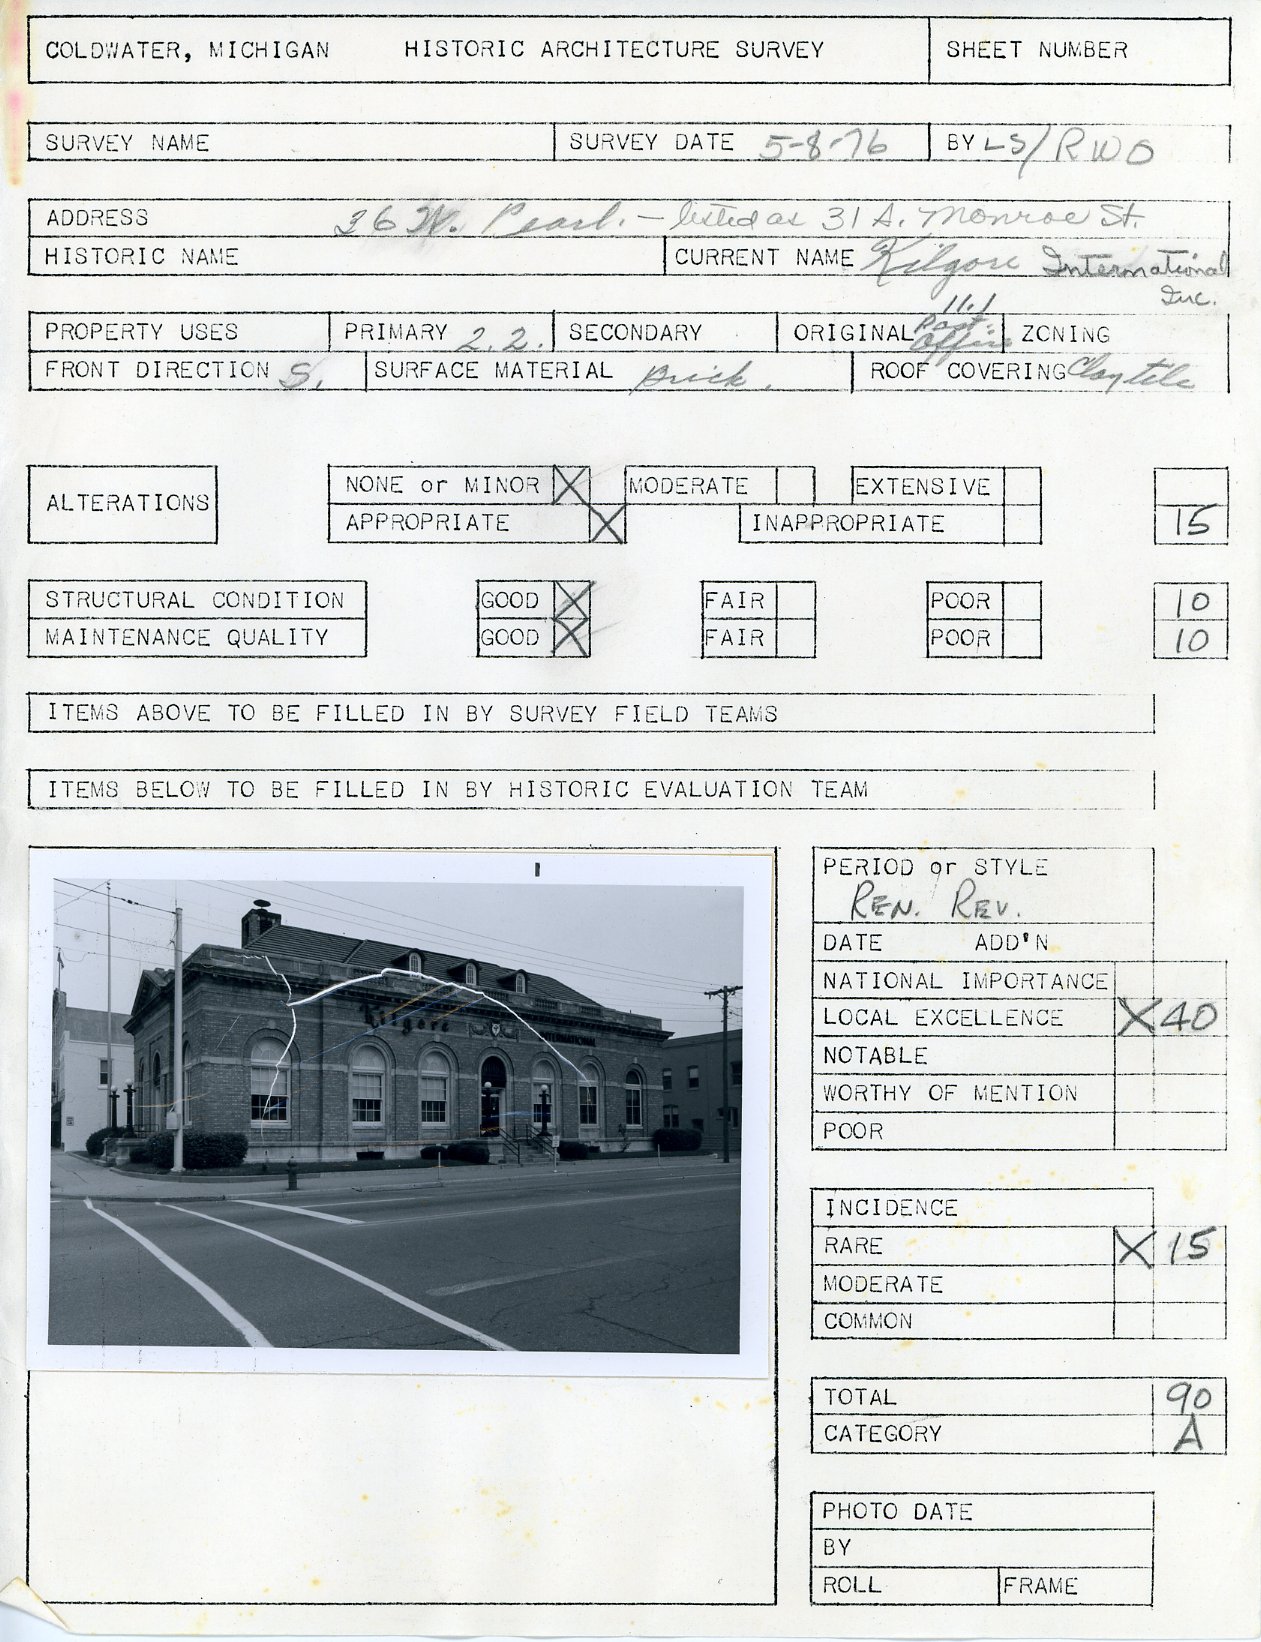 COLDWATER, MICHIGAN HISTORIC ARCHITECTURE SURVEY SHEET NUMBER
SURVEY NAME SURVEY DATE 5-8-76 BY LS/RWO
ADDRESS 36 W. Pearl. — listed as 31 S. Monroe St.
HISTORIC NAME CURRENT NAME Kilgore International
Inc.
11.1
PROPERTY USES PRIMARY 2.2. SECONDARY ORIGINAL Post Office ZONING
FRONT DIRECTION S. SURFACE MATERIAL Brick. ROOF COVERING Clay tile
ALTERATIONS
NONE or MINOR X MODERATE EXTENSIVE
APPROPRIATE X INAPPROPRIATE 15
STRUCTURAL CONDITION GOOD X FAIR POOR 10
MAINTENANCE QUALITY GOOD X FAIR POOR 10
ITEMS ABOVE TO BE FILLED IN BY SURVEY FIELD TEAMS
ITEMS BELOW TO BE FILLED IN BY HISTORIC EVALUATION TEAM
Kilgore INTERNATIONAL
PERIOD or STYLE
REN. REV.
DATE ADD'N
NATIONAL IMPORTANCE
LOCAL EXCELLENCE X 40
NOTABLE
WORTHY OF MENTION
POOR
INCIDENCE
RARE X 15
MODERATE
COMMON
TOTAL 90
CATEGORY A
PHOTO DATE
BY
ROLL FRAME